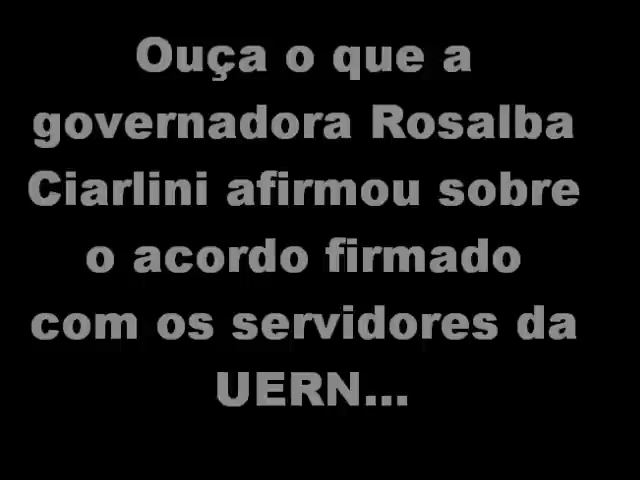 Ouça o que a
governadora Rosalba
Ciarlini afirmou sobre
o acordo firmado
com os servidores da
UERN...